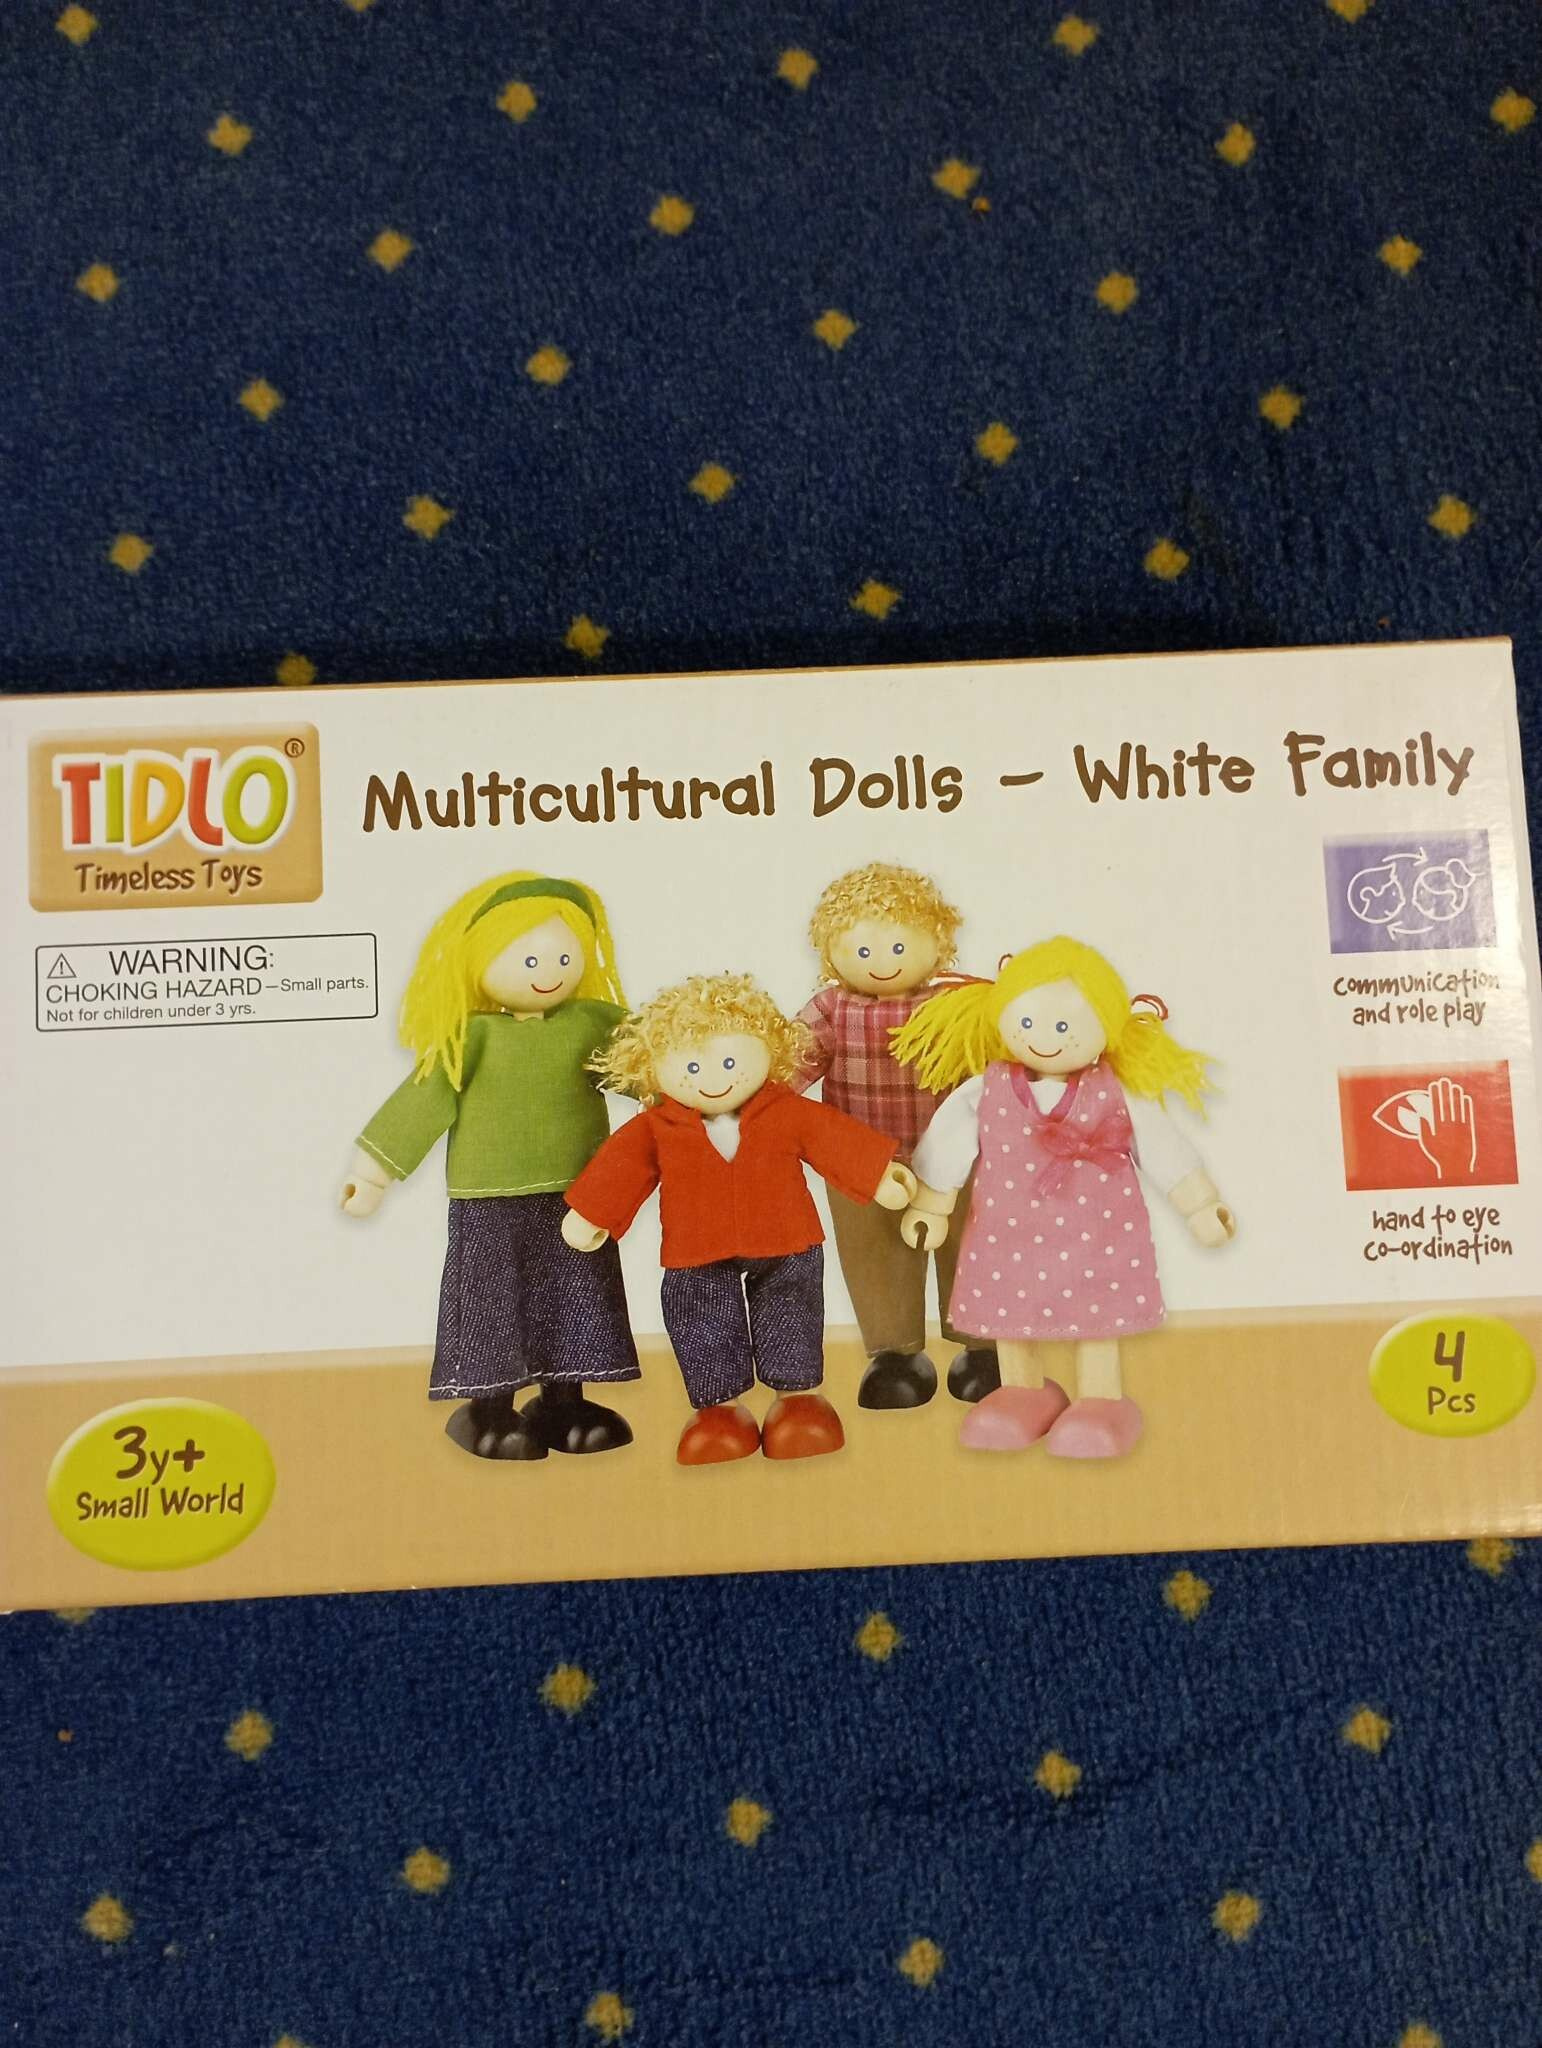 TIDLO®
Timeless Toys
Multicultural Dolls – White Family
WARNING:
CHOKING HAZARD–Small parts.
Not for children under 3 yrs.
communication
and role play
hand to eye
co-ordination
3y+
Small World
4
Pcs